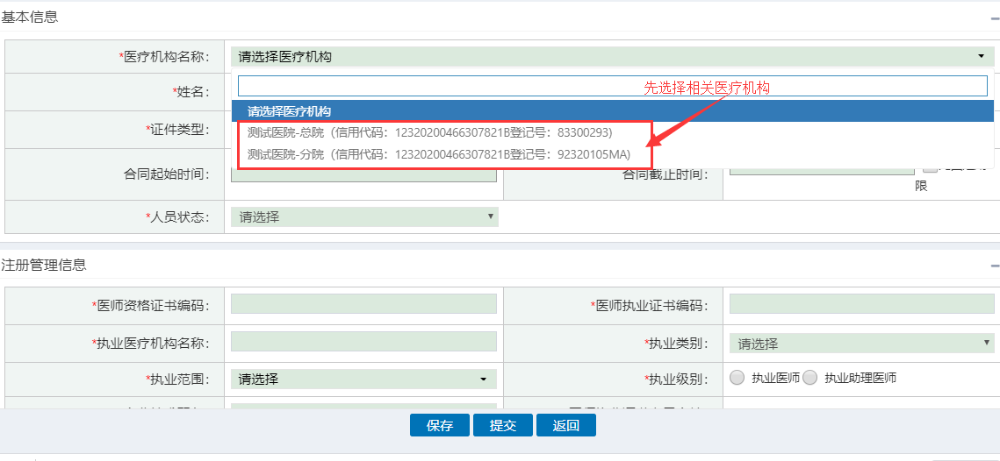 基本信息
*医疗机构名称： 请选择医疗机构
*姓名： 先选择相关医疗机构
请选择医疗机构
*证件类型： 测试医院-总院（信用代码：12320200466307821B登记号：83300293)
测试医院-分院（信用代码：12320200466307821B登记号：92320105MA)
合同起始时间： 合同截止时间：
限
*人员状态： 请选择
注册管理信息
*医师资格证书编码： *医师执业证书编码：
*执业医疗机构名称： *执业类别： 请选择
*执业范围： 请选择 *执业级别： 执业医师 执业助理医师
保存 提交 返回